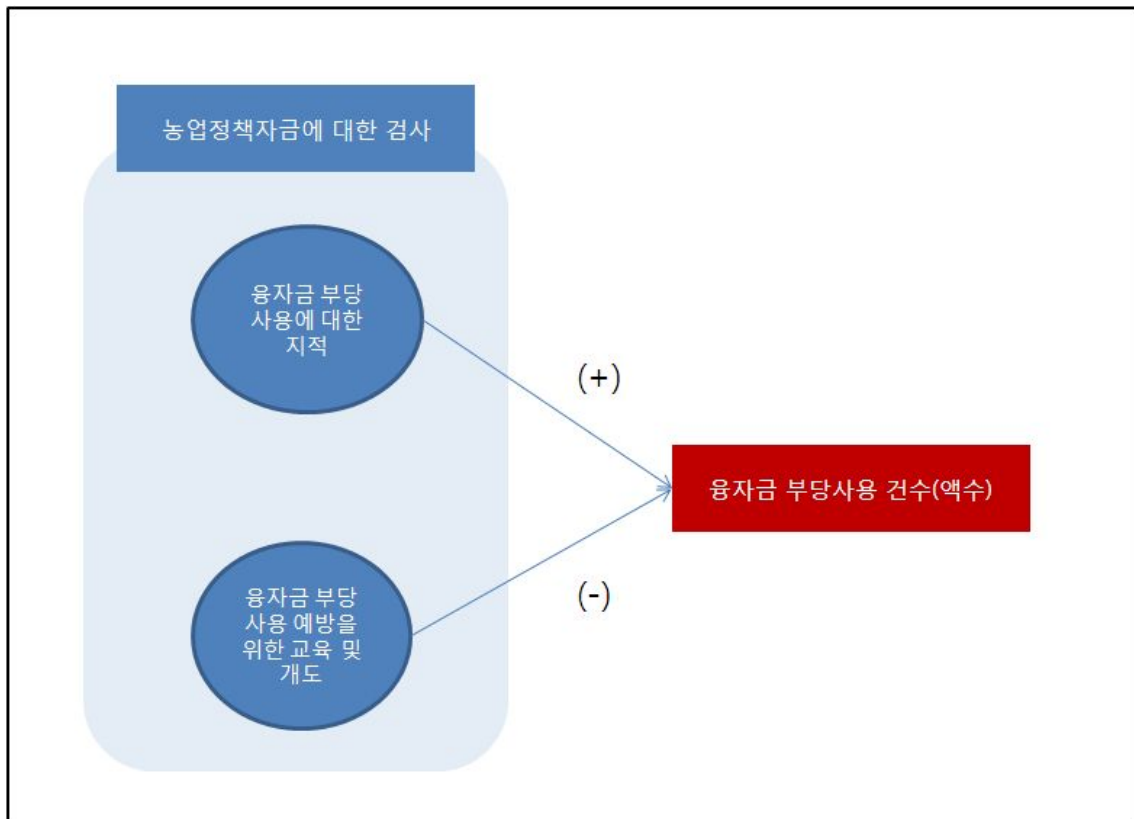 농업정책자금에 대한 검사
융자금 부당
사용에 대한
지적
(+)
융자금 부당사용 건수(액수)
융자금 부당
사용 예방을
위한 교육 및
개도
(-)